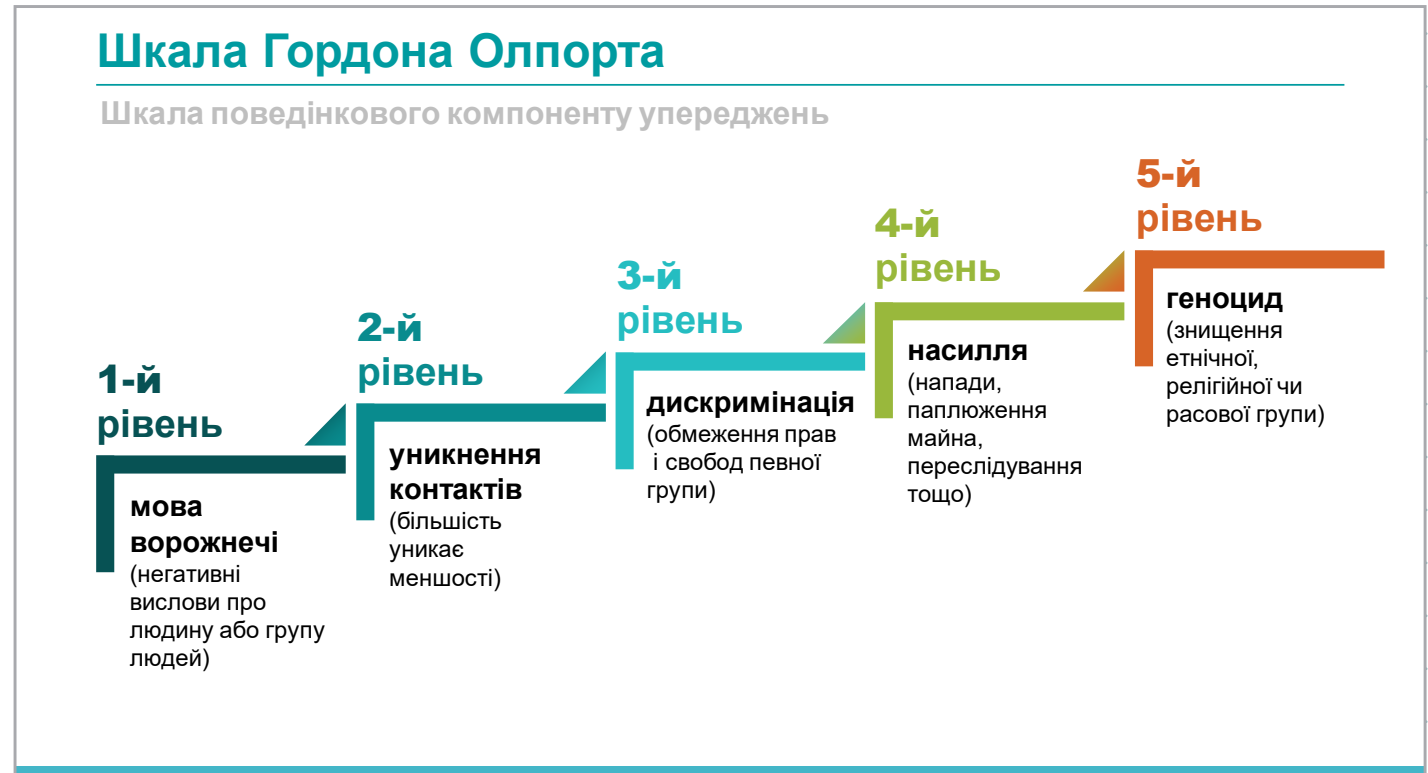 Шкала Гордона Олпорта
Шкала поведінкового компоненту упереджень
1-й
рівень
мова
ворожнечі
(негативні
вислови про
людину або групу
людей)
2-й
рівень
уникнення
контактів
(більшість
уникає
меншості)
3-й
рівень
дискримінація
(обмеження прав
і свобод певної
групи)
4-й
рівень
насилля
(напади,
паплюження
майна,
переслідування
тощо)
5-й
рівень
геноцид
(знищення
етнічної,
релігійної чи
расової групи)